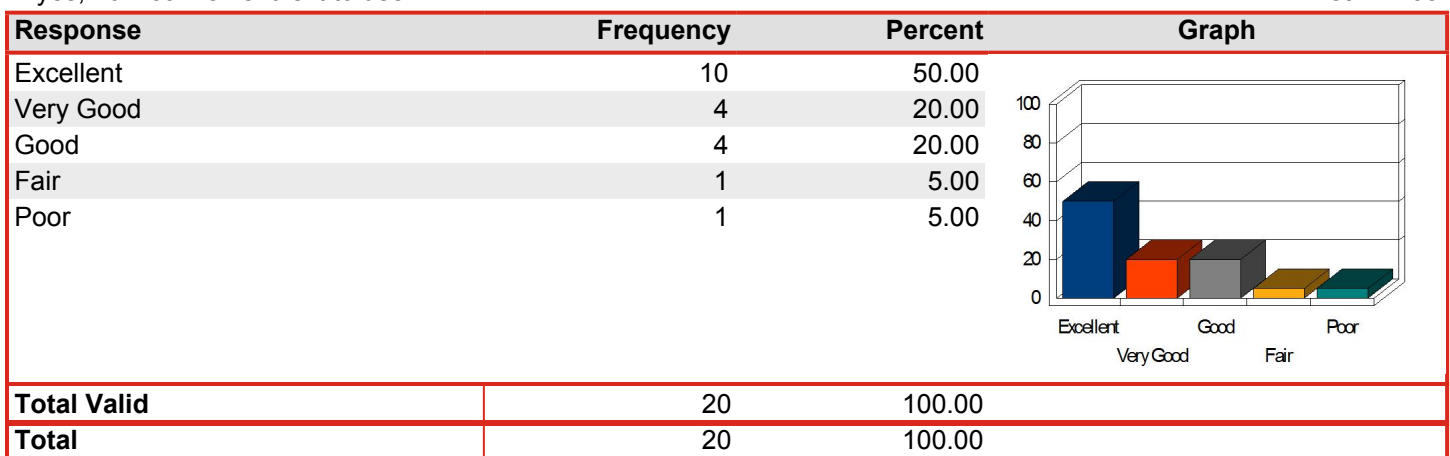 Response Frequency Percent Graph
Excellent 10 50.00
Very Good 4 20.00
Good 4 20.00
Fair 1 5.00
Poor 1 5.00
100
80
60
40
20
0
Excellent Good Poor
Very Good Fair
Total Valid 20 100.00
Total 20 100.00